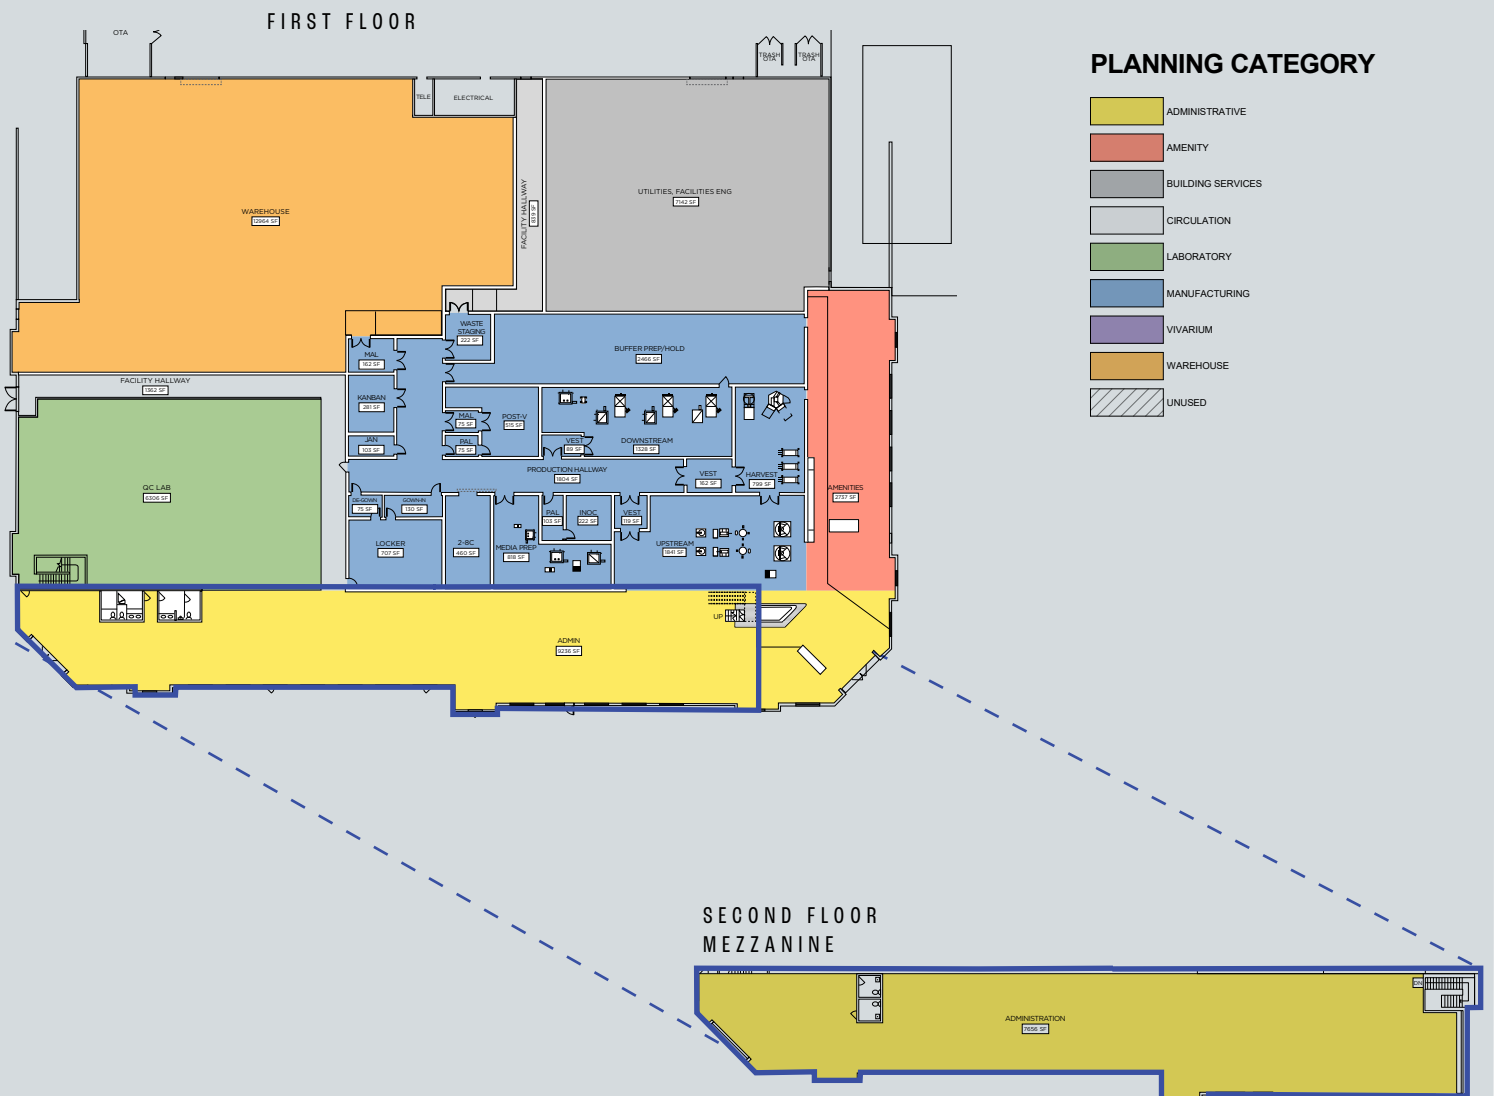 FIRST FLOOR
OTA
TRASH
OTA
TRASH
OTA
TELE
ELECTRICAL
FACILITY HALLWAY
839 SF
WAREHOUSE
12964 SF
UTILITIES, FACILITIES ENG
7142 SF
WASTE
STAGING
222 SF
BUFFER PREP/HOLD
2466 SF
MAL
162 SF
FACILITY HALLWAY
1362 SF
KANBAN
281 SF
MAL
75 SF
POST-V
515 SF
JAN
103 SF
PAL
75 SF
VEST
89 SF
DOWNSTREAM
1328 SF
PRODUCTION HALLWAY
1804 SF
VEST
162 SF
HARVEST
799 SF
QC LAB
6306 SF
AMENITIES
2737 SF
DE-GOWN
75 SF
GOWN-IN
130 SF
PAL
103 SF
INOC
222 SF
VEST
119 SF
LOCKER
707 SF
2-8C
460 SF
MEDIA PREP
818 SF
UPSTREAM
1841 SF
UP
ADMIN
9236 SF
PLANNING CATEGORY
ADMINISTRATIVE
AMENITY
BUILDING SERVICES
CIRCULATION
LABORATORY
MANUFACTURING
VIVARIUM
WAREHOUSE
UNUSED
SECOND FLOOR
MEZZANINE
DN
ADMINISTRATION
7656 SF